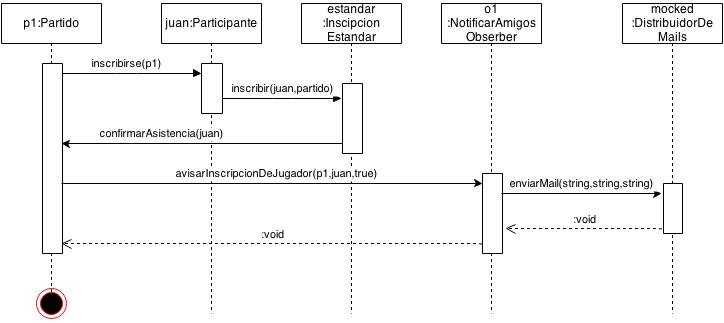 p1:Partido
juan:Participante
estandar
:Inscipcion
Estandar
o1
:NotificarAmigos
Obserber
mocked
:DistribuidorDe
Mails
inscribirse(p1)
inscribir(juan,partido)
confirmarAsistencia(juan)
avisarInscripcionDeJugador(p1,juan,true)
enviarMail(string,string,string)
:void
:void